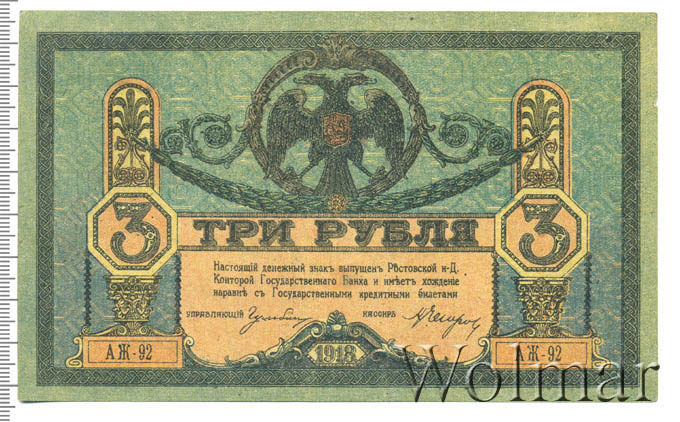 3 ТРИ РУБЛЯ 3
Настоящій денежный знакъ выпущенъ Ростовской н-Д.
Конторой Государственнаго Банка и имѣетъ хожденіе
наравнѣ съ Государственными кредитными билетами
УПРАВЛЯЮЩІЙ КАССИРЪ
АЖ-92 1918 АЖ-92
Wolmar